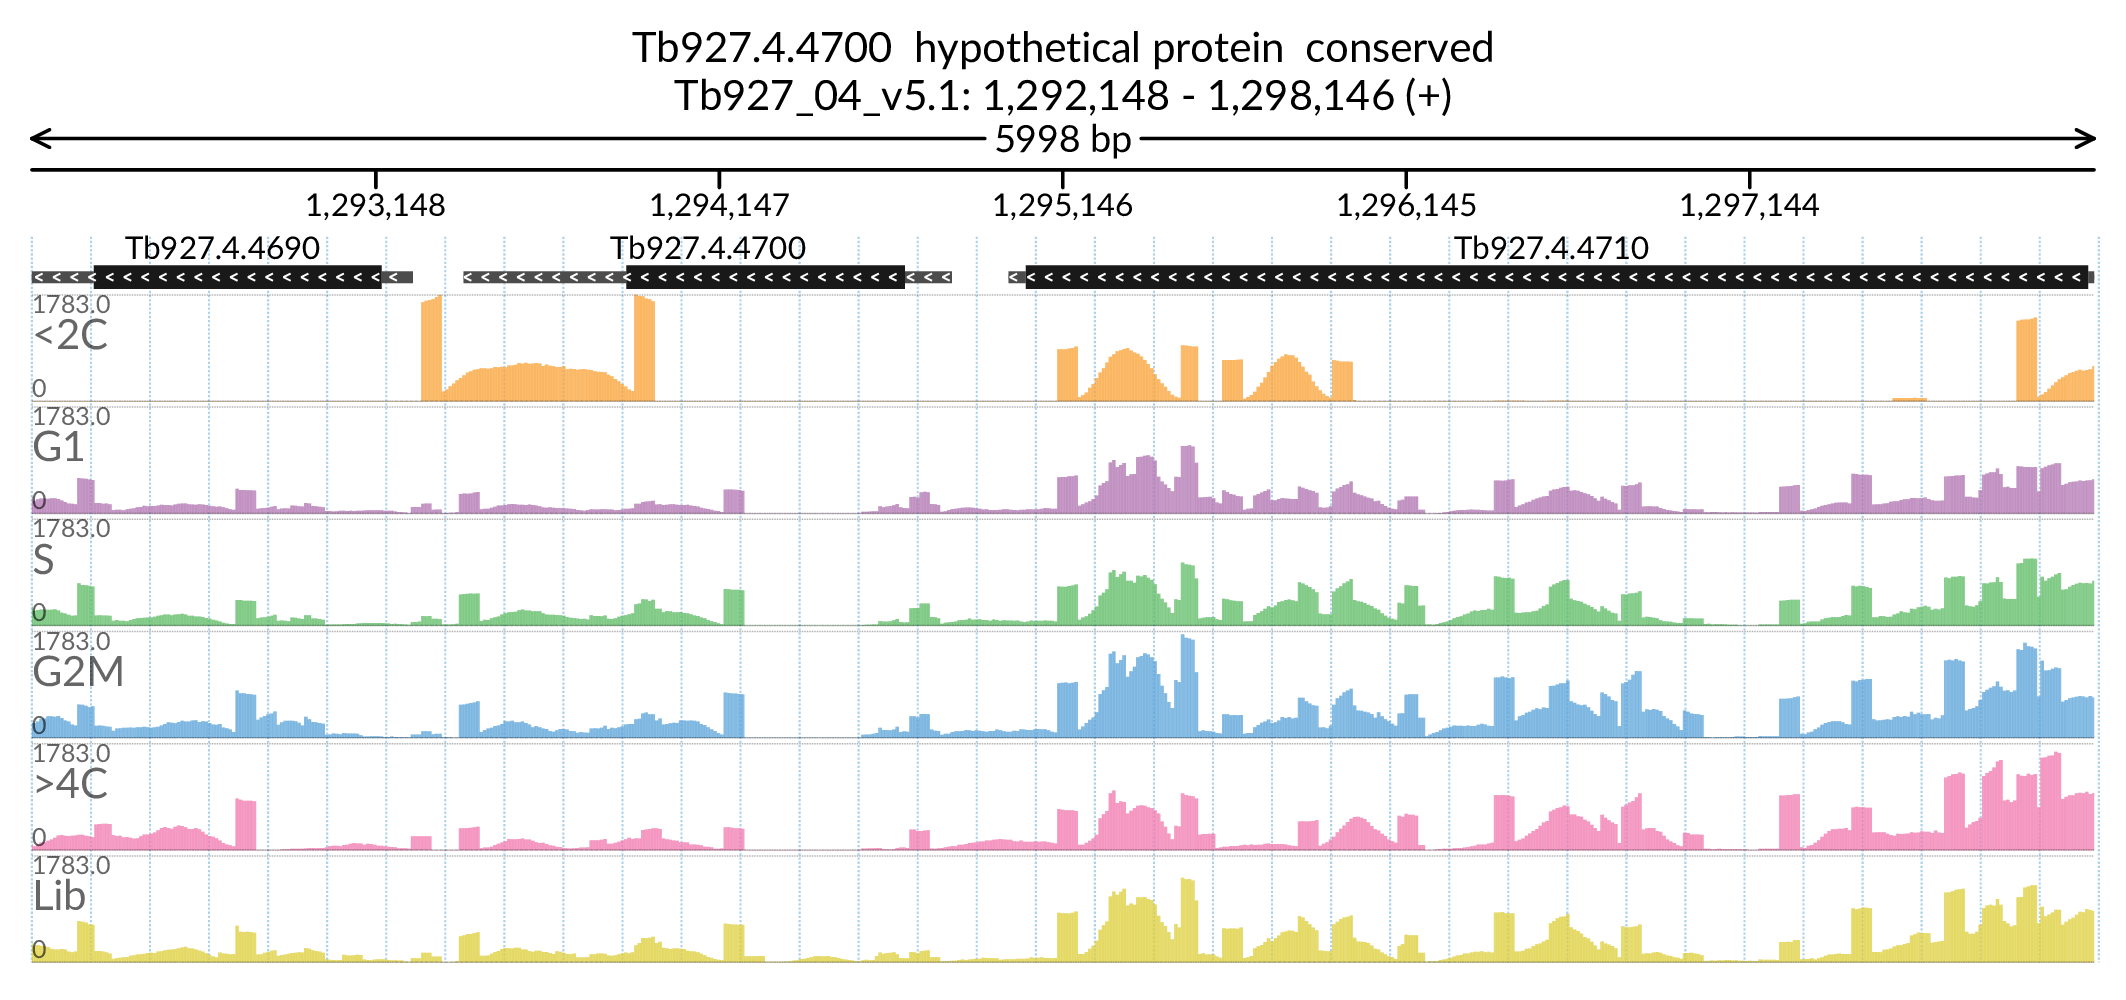 Tb927.4.4700  hypothetical protein  conserved
Tb927_04_v5.1: 1,292,148 - 1,298,146 (+)
5998 bp
1,293,148 1,294,147 1,295,146 1,296,145 1,297,144
Tb927.4.4690 Tb927.4.4700 Tb927.4.4710
1783.0
<2C
0
1783.0
G1
0
1783.0
S
0
1783.0
G2M
0
1783.0
>4C
0
1783.0
Lib
0